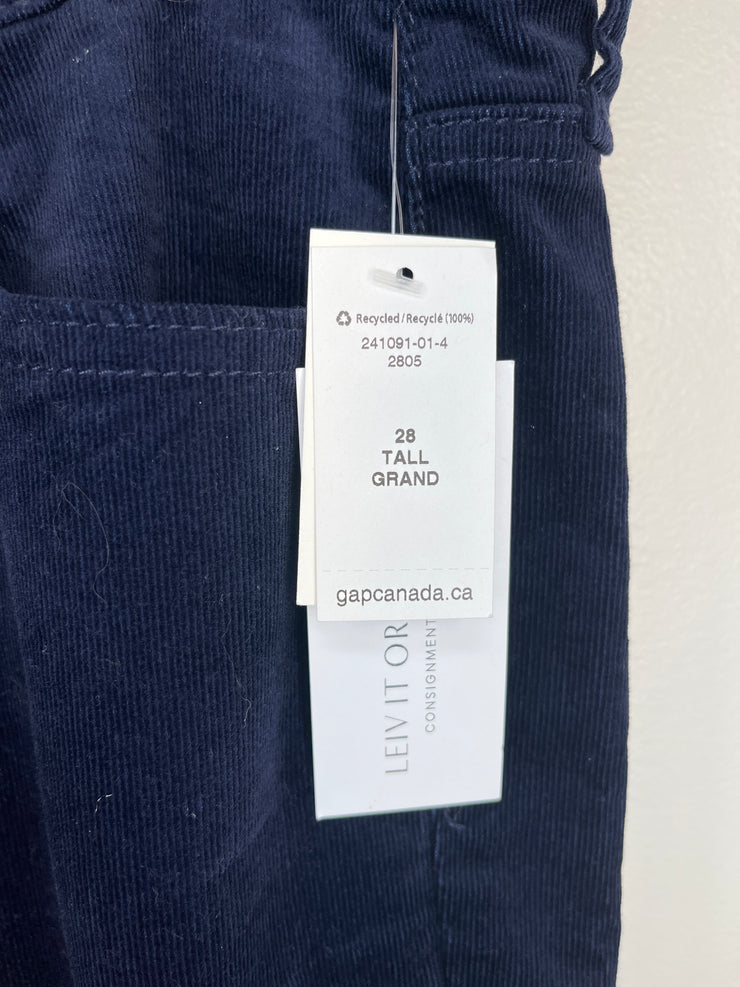 Recycled / Recyclé (100%)
241091-01-4
2805
28
TALL
GRAND
gapcanada.ca
LEIV IT OR
CONSIGNMENT